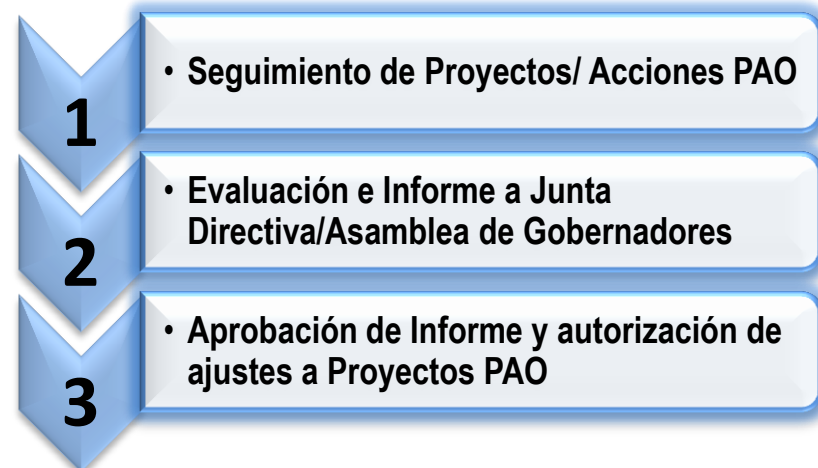 1
• Seguimiento de Proyectos/ Acciones PAO
2
• Evaluación e Informe a Junta
Directiva/Asamblea de Gobernadores
3
• Aprobación de Informe y autorización de
ajustes a Proyectos PAO